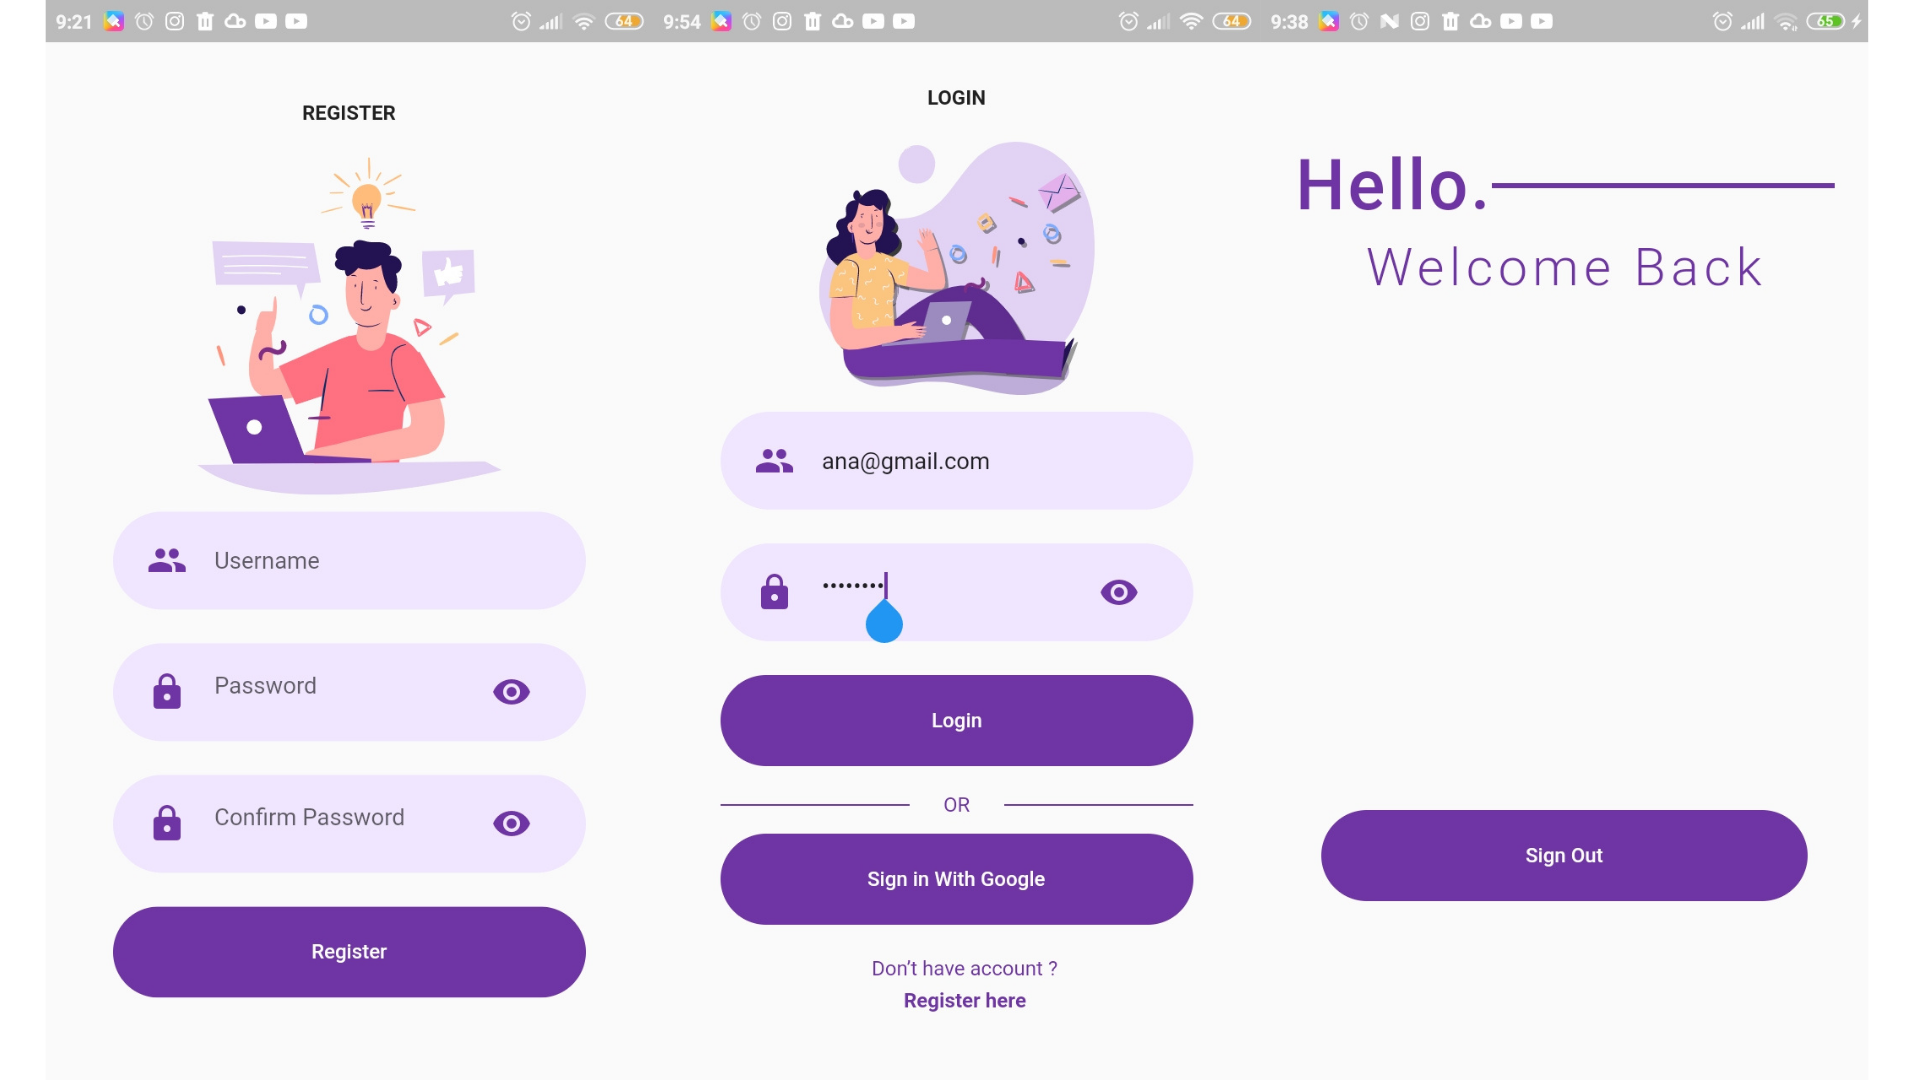 9:21
64
REGISTER
Username
Password
Confirm Password
Register
9:54
64
LOGIN
ana@gmail.com
••••••••
Login
OR
Sign in With Google
Don't have account ?
Register here
9:38
65
Hello.
Welcome Back
Sign Out